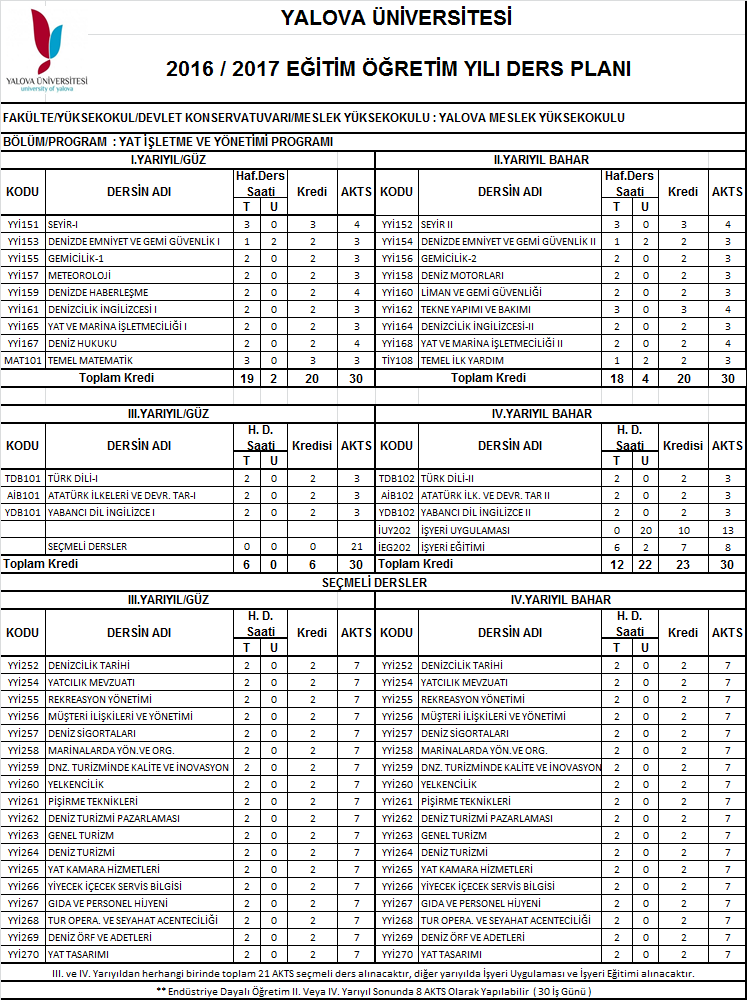 YALOVA ÜNİVERSİTESİ
university of yalova
YALOVA ÜNİVERSİTESİ
2016 / 2017 EĞİTİM ÖĞRETİM YILI DERS PLANI
FAKÜLTE/YÜKSEKOKUL/DEVLET KONSERVATUVARI/MESLEK YÜKSEKOKULU : YALOVA MESLEK YÜKSEKOKULU
BÖLÜM/PROGRAM : YAT İŞLETME VE YÖNETİMİ PROGRAMI
I.YARIYIL/GÜZ II.YARIYIL BAHAR
KODU DERSİN ADI Haf.Ders Saati Kredi AKTS KODU DERSİN ADI Haf.Ders Saati Kredi AKTS
T U T U
YYİ151 SEYİR-I 3 0 3 4 YYİ152 SEYİR II 3 0 3 4
YYİ153 DENİZDE EMNİYET VE GEMİ GÜVENLİK I 1 2 2 3 YYİ154 DENİZDE EMNİYET VE GEMİ GÜVENLİK II 1 2 2 3
YYİ155 GEMİCİLİK-1 2 0 2 3 YYİ156 GEMİCİLİK-2 2 0 2 3
YYİ157 METEOROLOJİ 2 0 2 3 YYİ158 DENİZ MOTORLARI 2 0 2 3
YYİ159 DENİZDE HABERLEŞME 2 0 2 4 YYİ160 LİMAN VE GEMİ GÜVENLİĞİ 2 0 2 3
YYİ161 DENİZCİLİK İNGİLİZCESİ I 2 0 2 3 YYİ162 TEKNE YAPIMI VE BAKIMI 3 0 3 4
YYİ165 YAT VE MARİNA İŞLETMECİLİĞİ I 2 0 2 3 YYİ164 DENİZCİLİK İNGİLİZCESİ-II 2 0 2 3
YYİ167 DENİZ HUKUKU 2 0 2 4 YYİ168 YAT VE MARİNA İŞLETMECİLİĞİ II 2 0 2 4
MAT101 TEMEL MATEMATİK 3 0 3 3 TİY108 TEMEL İLK YARDIM 1 2 2 3
Toplam Kredi 19 2 20 30 Toplam Kredi 18 4 20 30
III.YARIYIL/GÜZ IV.YARIYIL BAHAR
KODU DERSİN ADI H. D. Saati Kredisi AKTS KODU DERSİN ADI H. D. Saati Kredisi AKTS
T U T U
TDB101 TÜRK DİLİ-I 2 0 2 3 TDB102 TÜRK DİLİ-II 2 0 2 3
AİB101 ATATÜRK İLKELERİ VE DEVR. TAR-I 2 0 2 3 AİB102 ATATÜRK İLK. VE DEVR. TAR II 2 0 2 3
YDB101 YABANCI DİL İNGİLİZCE I 2 0 2 3 YDB102 YABANCI DİL İNGİLİZCE II 2 0 2 3
İUY202 İŞYERİ UYGULAMASI 0 20 10 13
SEÇMELİ DERSLER 0 0 0 21 İEG202 İŞYERİ EĞİTİMİ 6 2 7 8
Toplam Kredi 6 0 6 30 Toplam Kredi 12 22 23 30
SEÇMELİ DERSLER
III.YARIYIL/GÜZ IV.YARIYIL BAHAR
KODU DERSİN ADI H. D. Saati Kredi AKTS KODU DERSİN ADI H. D. Saati Kredi AKTS
T U T U
YYİ252 DENİZCİLİK TARİHİ 2 0 2 7 YYİ252 DENİZCİLİK TARİHİ 2 0 2 7
YYİ254 YATCILIK MEVZUATI 2 0 2 7 YYİ254 YATCILIK MEVZUATI 2 0 2 7
YYİ255 REKREASYON YÖNETİMİ 2 0 2 7 YYİ255 REKREASYON YÖNETİMİ 2 0 2 7
YYİ256 MÜŞTERİ İLİŞKİLERİ VE YÖNETİMİ 2 0 2 7 YYİ256 MÜŞTERİ İLİŞKİLERİ VE YÖNETİMİ 2 0 2 7
YYİ257 DENİZ SİGORTALARI 2 0 2 7 YYİ257 DENİZ SİGORTALARI 2 0 2 7
YYİ258 MARİNALARDA YÖN.VE ORG. 2 0 2 7 YYİ258 MARİNALARDA YÖN.VE ORG. 2 0 2 7
YYİ259 DNZ. TURİZMİNDE KALİTE VE İNOVASYON 2 0 2 7 YYİ259 DNZ. TURİZMİNDE KALİTE VE İNOVASYON 2 0 2 7
YYİ260 YELKENCİLİK 2 0 2 7 YYİ260 YELKENCİLİK 2 0 2 7
YYİ261 PİŞİRME TEKNİKLERİ 2 0 2 7 YYİ261 PİŞİRME TEKNİKLERİ 2 0 2 7
YYİ262 DENİZ TURİZMİ PAZARLAMASI 2 0 2 7 YYİ262 DENİZ TURİZMİ PAZARLAMASI 2 0 2 7
YYİ263 GENEL TURİZM 2 0 2 7 YYİ263 GENEL TURİZM 2 0 2 7
YYİ264 DENİZ TURİZMİ 2 0 2 7 YYİ264 DENİZ TURİZMİ 2 0 2 7
YYİ265 YAT KAMARA HİZMETLERİ 2 0 2 7 YYİ265 YAT KAMARA HİZMETLERİ 2 0 2 7
YYİ266 YİYECEK İÇECEK SERVİS BİLGİSİ 2 0 2 7 YYİ266 YİYECEK İÇECEK SERVİS BİLGİSİ 2 0 2 7
YYİ267 GIDA VE PERSONEL HİJYENİ 2 0 2 7 YYİ267 GIDA VE PERSONEL HİJYENİ 2 0 2 7
YYİ268 TUR OPERA. VE SEYAHAT ACENTECİLİĞİ 2 0 2 7 YYİ268 TUR OPERA. VE SEYAHAT ACENTECİLİĞİ 2 0 2 7
YYİ269 DENİZ ÖRF VE ADETLERİ 2 0 2 7 YYİ269 DENİZ ÖRF VE ADETLERİ 2 0 2 7
YYİ270 YAT TASARIMI 2 0 2 7 YYİ270 YAT TASARIMI 2 0 2 7
III. ve IV. Yarıyıldan herhangi birinde toplam 21 AKTS seçmeli ders alınacaktır, diğer yarıyılda İşyeri Uygulaması ve İşyeri Eğitimi alınacaktır.
** Endüstriye Dayalı Öğretim II. Veya IV. Yarıyıl Sonunda 8 AKTS Olarak Yapılabilir ( 30 İş Günü )